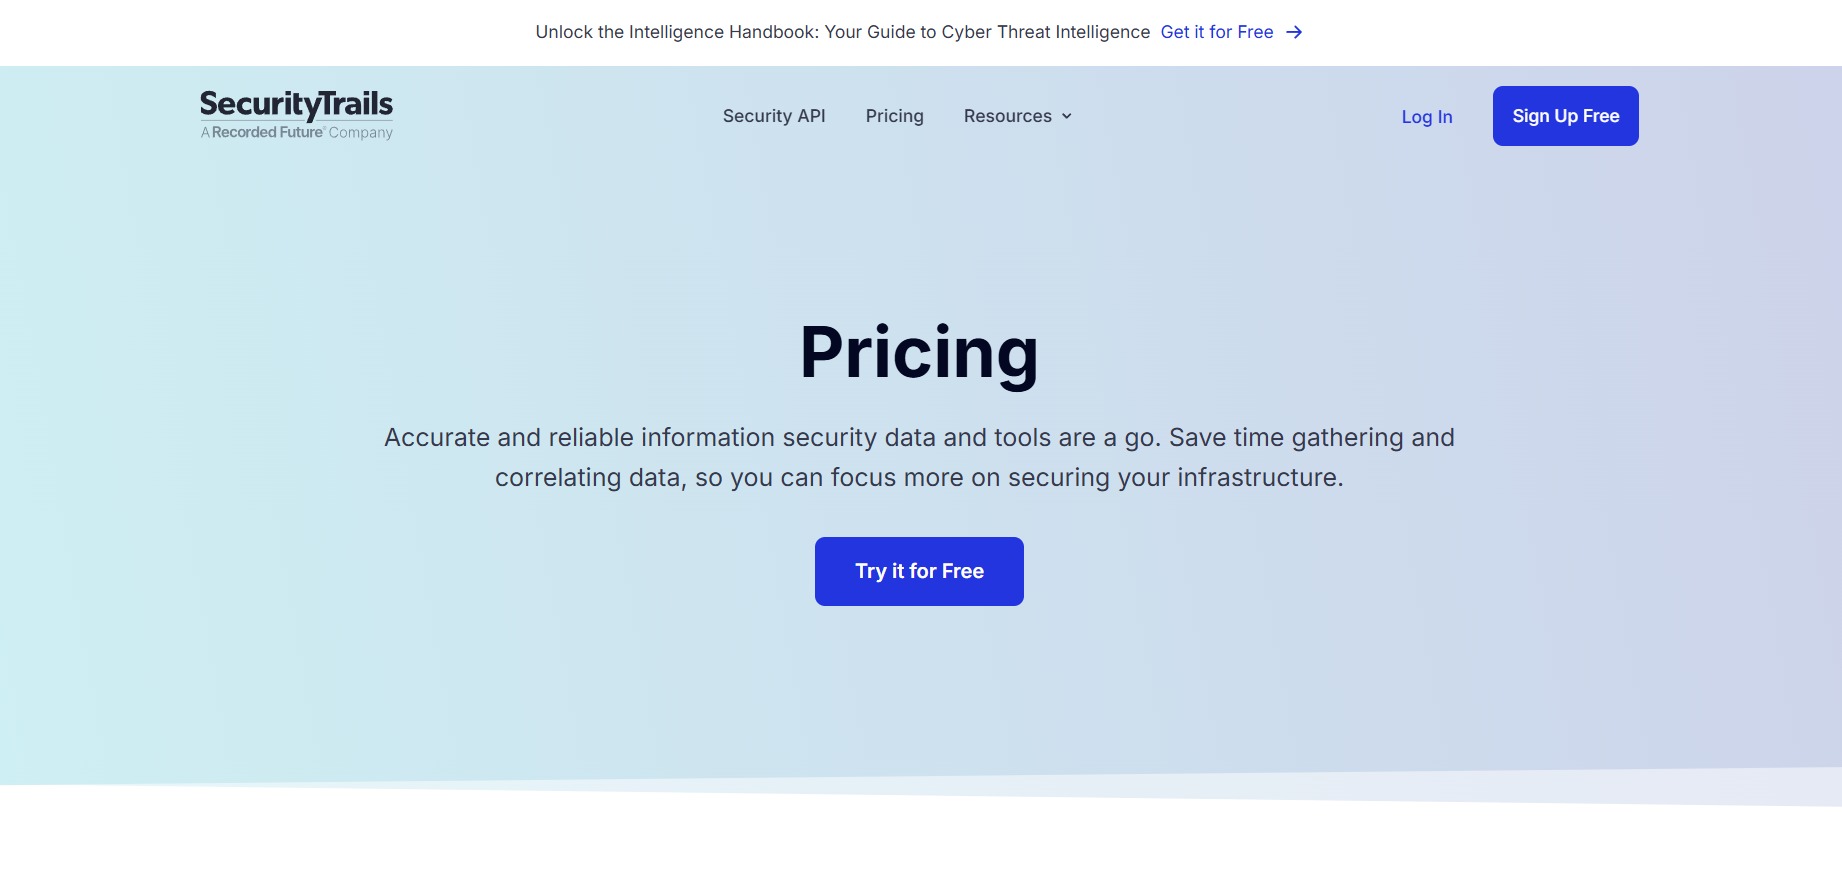 Unlock the Intelligence Handbook: Your Guide to Cyber Threat Intelligence Get it for Free →
SecurityTrails
A Recorded Future® Company
Security API Pricing Resources
Log In Sign Up Free
Pricing
Accurate and reliable information security data and tools are a go. Save time gathering and
correlating data, so you can focus more on securing your infrastructure.
Try it for Free